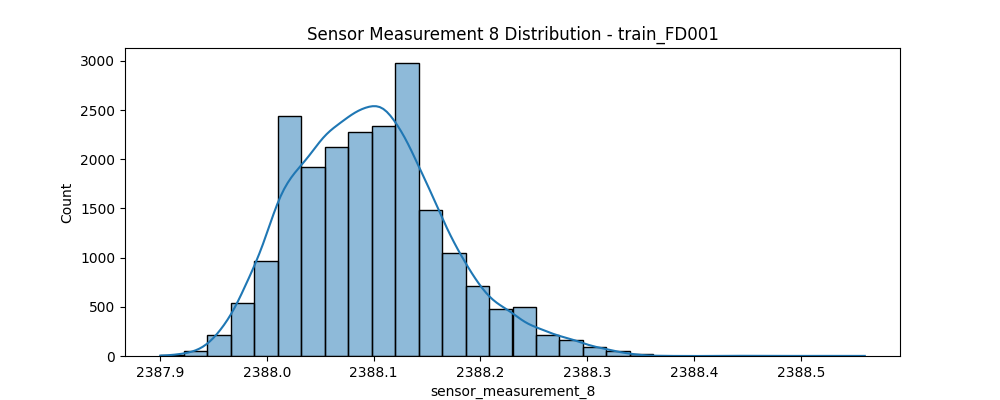 Sensor Measurement 8 Distribution - train_FD001
3000
2500
2000
1500
1000
500
0
Count
2387.9 2388.0 2388.1 2388.2 2388.3 2388.4 2388.5
sensor_measurement_8